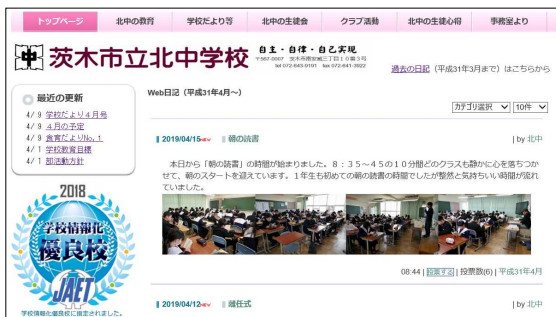 トップページ 北中の教育 学校だより等 北中の生徒会 クラブ活動 北中の生徒心得 事務室より
茨木市立北中学校
自主・自律・自己実現
tel 072-643-0191 fax 072-641-3022
過去の日記（平成31年3月まで）はこちらから
最近の更新
4/ 9 学校だより4月号
4/ 9 4月の予定
4/ 9 食育だよりNo.1
4/ 1 学校教育目標
4/ 1 部活動方針
Web日記（平成31年4月～）
カテゴリ選択 10件
2019/04/15 朝の読書 | by 北中
本日から「朝の読書」の時間が始まりました。8：35～45の10分間どのクラスも静かに心を落ちつか
せて、朝のスタートを迎えています。1年生も初めての朝の読書の時間でしたが整然と気持ちいい時間が流れ
ていました。
08:44 | 投票する | 投票数(6) | 平成31年4月
2018
学校情報化
優良校
JAET
学校情報化優良校に指定されました。
2019/04/12 離任式 | by 北中